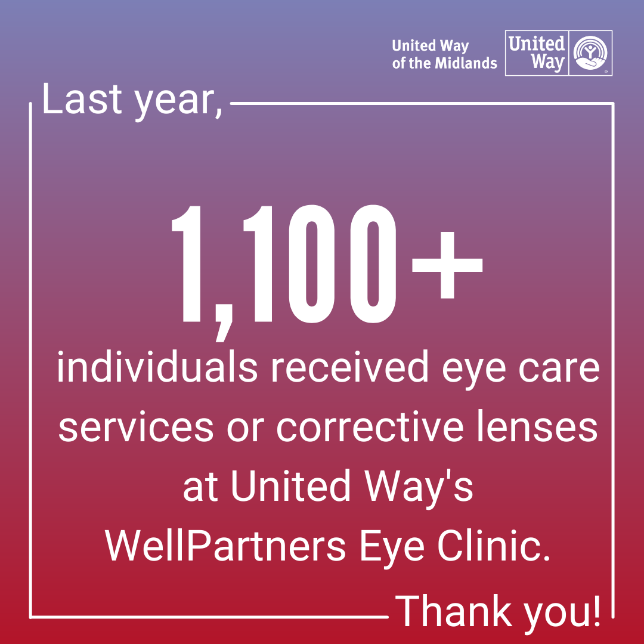 United Way
of the Midlands
United
Way
Last year,
1,100+
individuals received eye care
services or corrective lenses
at United Way's
WellPartners Eye Clinic.
Thank you!